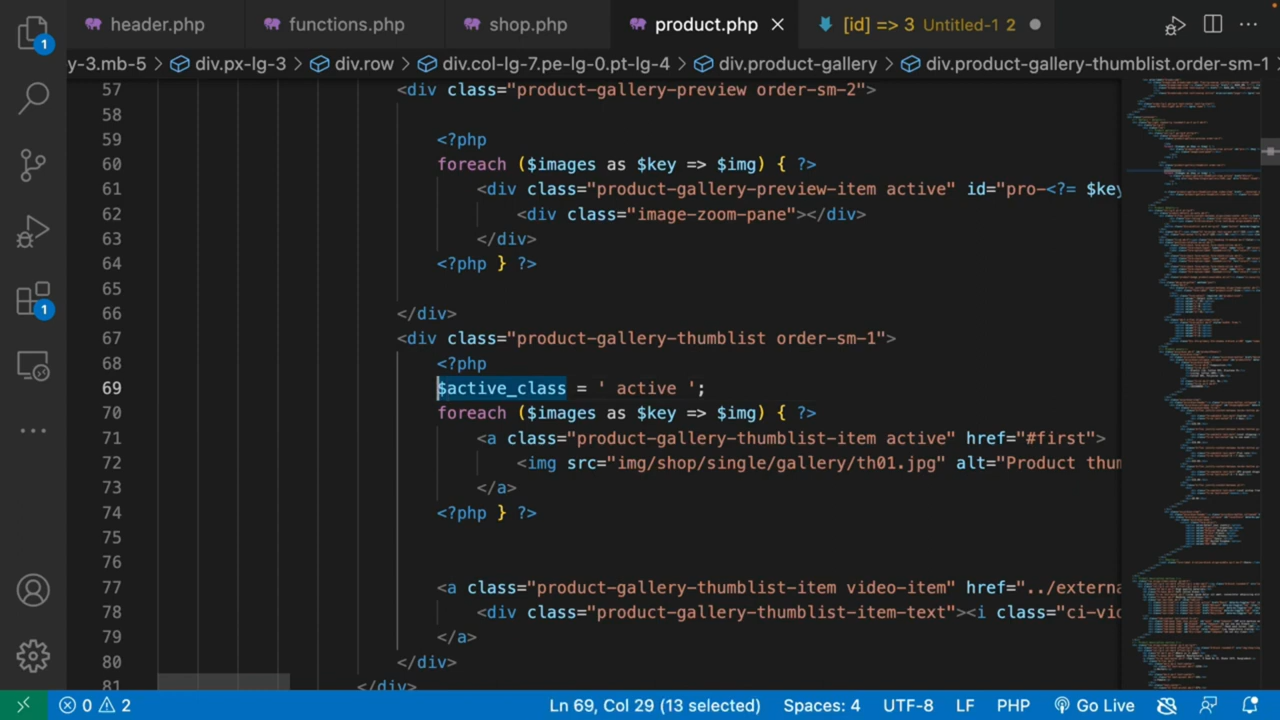 header.php functions.php shop.php product.php [id] => 3 Untitled-1 2
y-3.mb-5 > div.px-lg-3 > div.row > div.col-lg-7.pe-lg-0.pt-lg-4 > div.product-gallery > div.product-gallery-thumblist.order-sm-1 >
57 <div class="product-gallery-preview order-sm-2">
58
59 <?php
60 foreach ($images as $key => $img) { ?>
61 <div class="product-gallery-preview-item active" id="pro-<?= $key
62 <div class="image-zoom-pane"></div>
63 </div>
64 <?php } ?>
65
66 </div>
67 <div class="product-gallery-thumblist order-sm-1">
68 <?php
69 $active_class = ' active ';
70 foreach ($images as $key => $img) { ?>
71 <a class="product-gallery-thumblist-item active" href="#first">
72 <img src="img/shop/single/gallery/th01.jpg" alt="Product thum
73 </a>
74 <?php } ?>
75
76
77 <a class="product-gallery-thumblist-item video-item" href="../externa
78 <div class="product-gallery-thumblist-item-text"><i class="ci-vid
79 </a>
80 </div>
81 </div>
1
1
0 2 Ln 69, Col 29 (13 selected) Spaces: 4 UTF-8 LF PHP Go Live